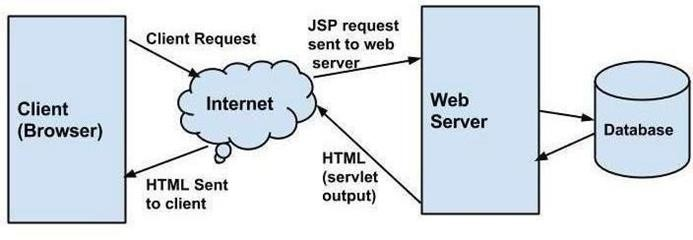 Client
(Browser)
Client Request
Internet
HTML Sent
to client
JSP request
sent to web
server
HTML
(servlet
output)
Web
Server
Database